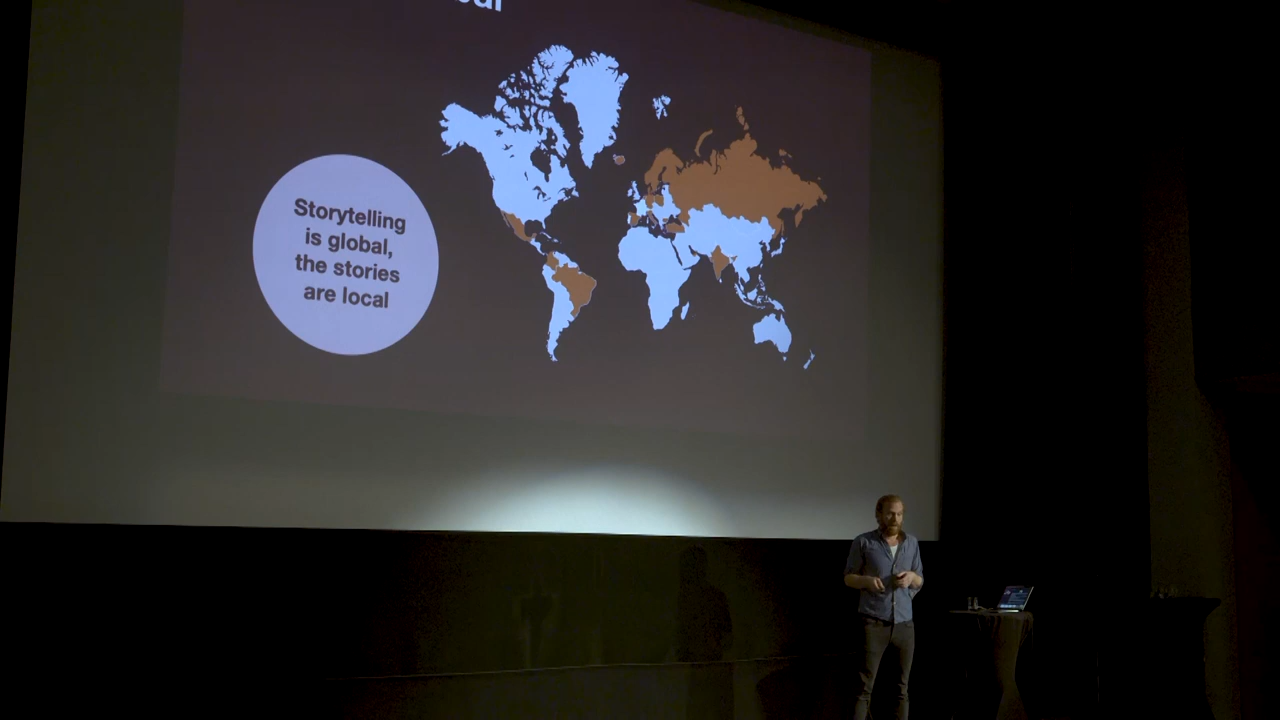 Storytelling
is global,
the stories
are local